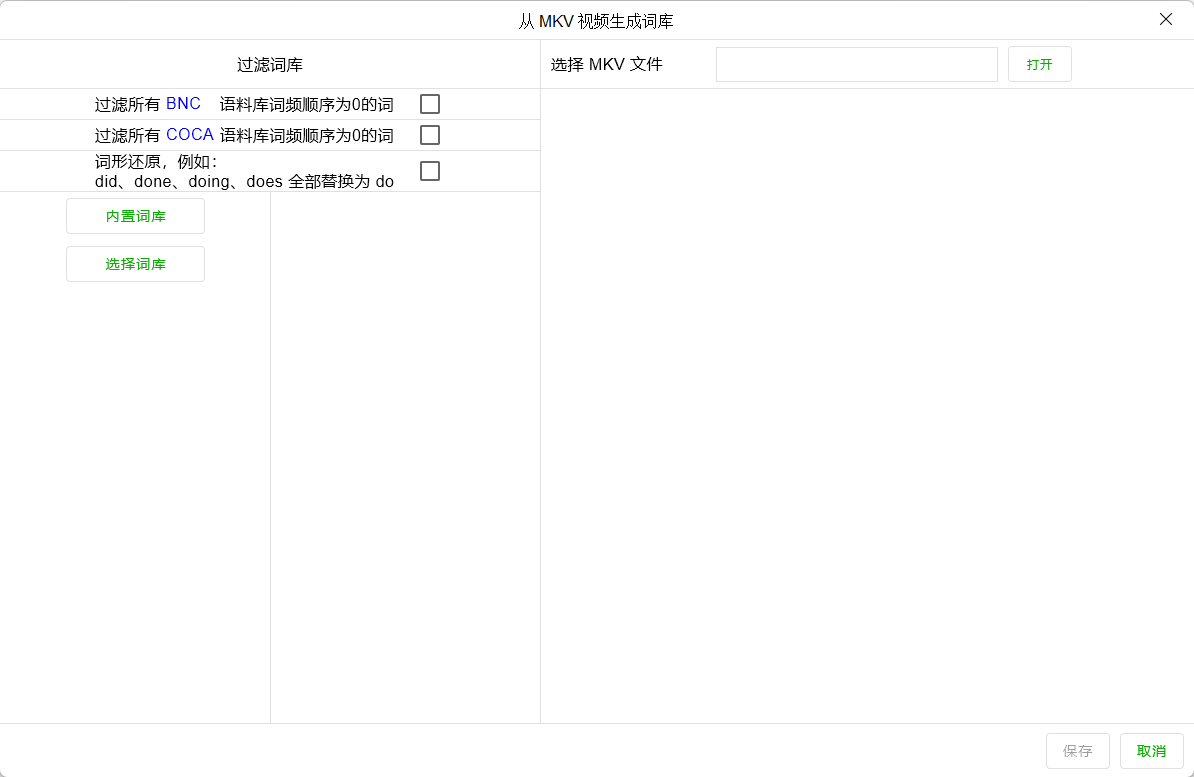 从 MKV 视频生成词库
过滤词库
选择 MKV 文件
打开
过滤所有 BNC 语料库词频顺序为0的词
过滤所有 COCA 语料库词频顺序为0的词
词形还原，例如：
did、done、doing、does 全部替换为 do
内置词库
选择词库
保存
取消